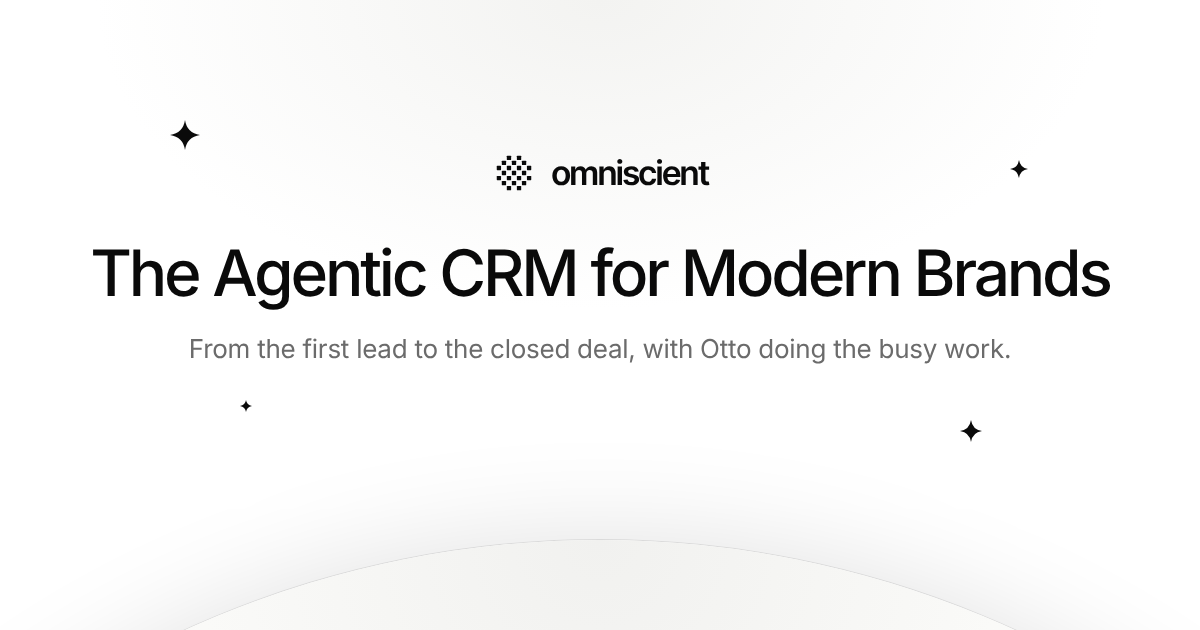 omniscient
The Agentic CRM for Modern Brands
From the first lead to the closed deal, with Otto doing the busy work.